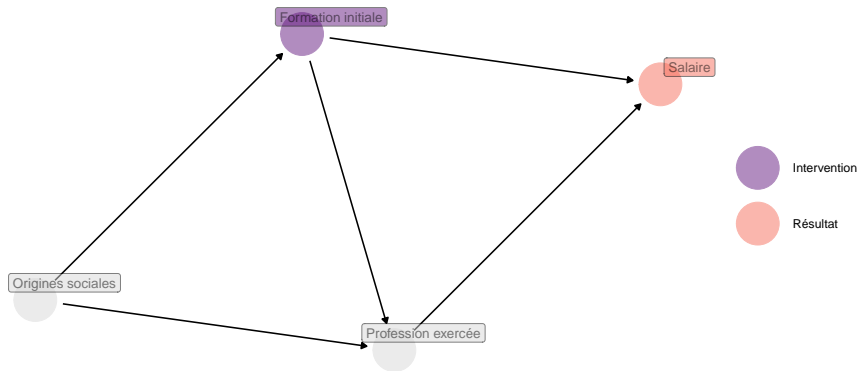 Formation initiale
Salaire
Intervention
Résultat
Origines sociales
Profession exercée